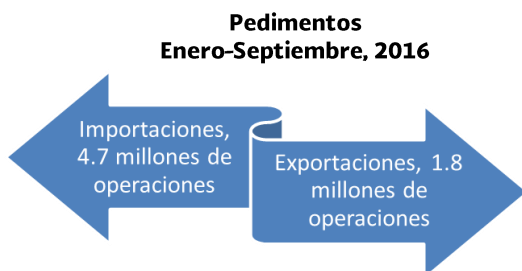 Pedimentos
Enero-Septiembre, 2016
Importaciones,
4.7 millones de
operaciones
Exportaciones, 1.8
millones de
operaciones